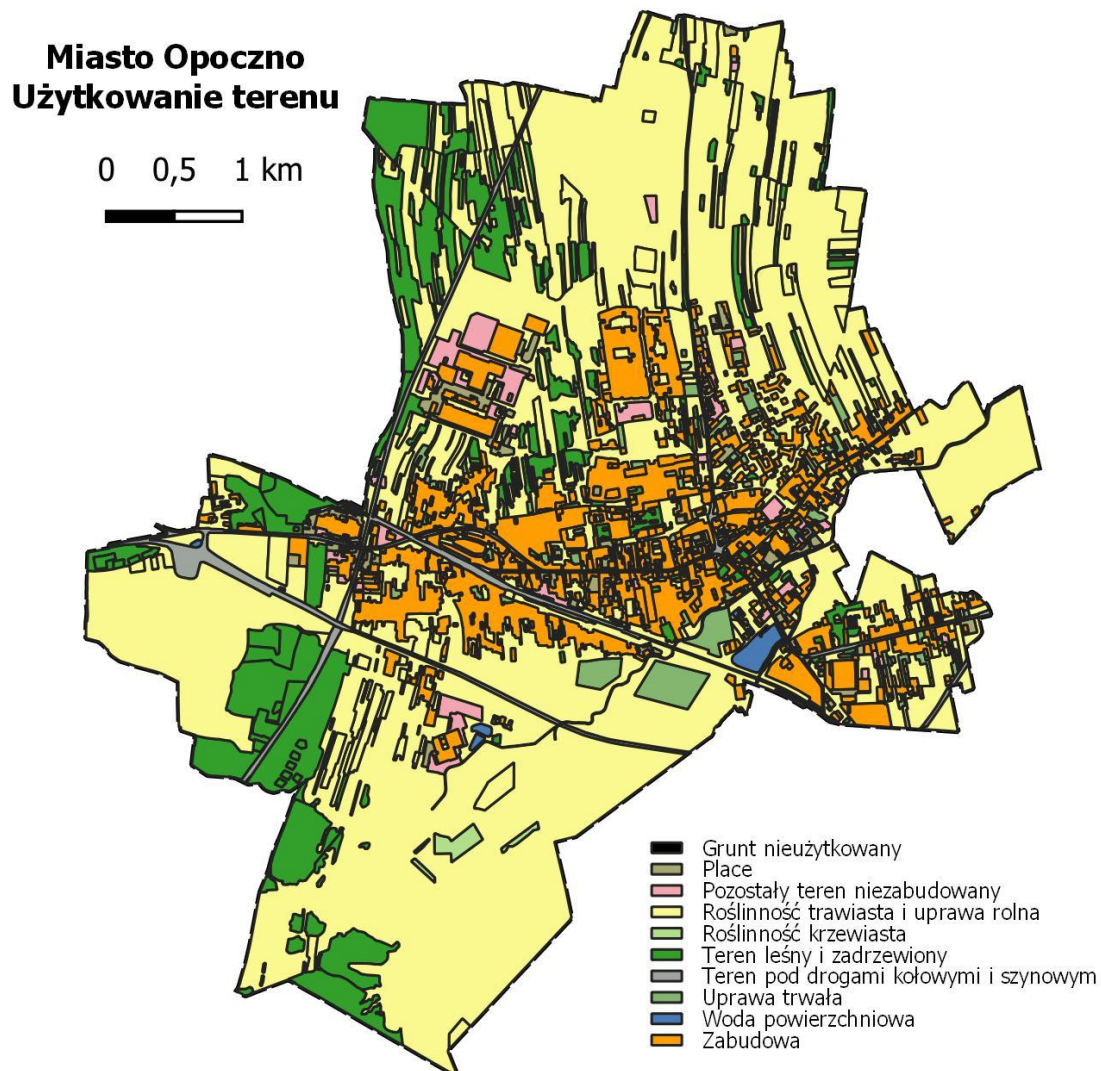 Miasto Opoczno
Użytkowanie terenu
0 0,5 1 km
Grunt nieużytkowany
Place
Pozostały teren niezabudowany
Roślinność trawiasta i uprawa rolna
Roślinność krzewiasta
Teren leśny i zadrzewiony
Teren pod drogami kołowymi i szynowym
Uprawa trwała
Woda powierzchniowa
Zabudowa